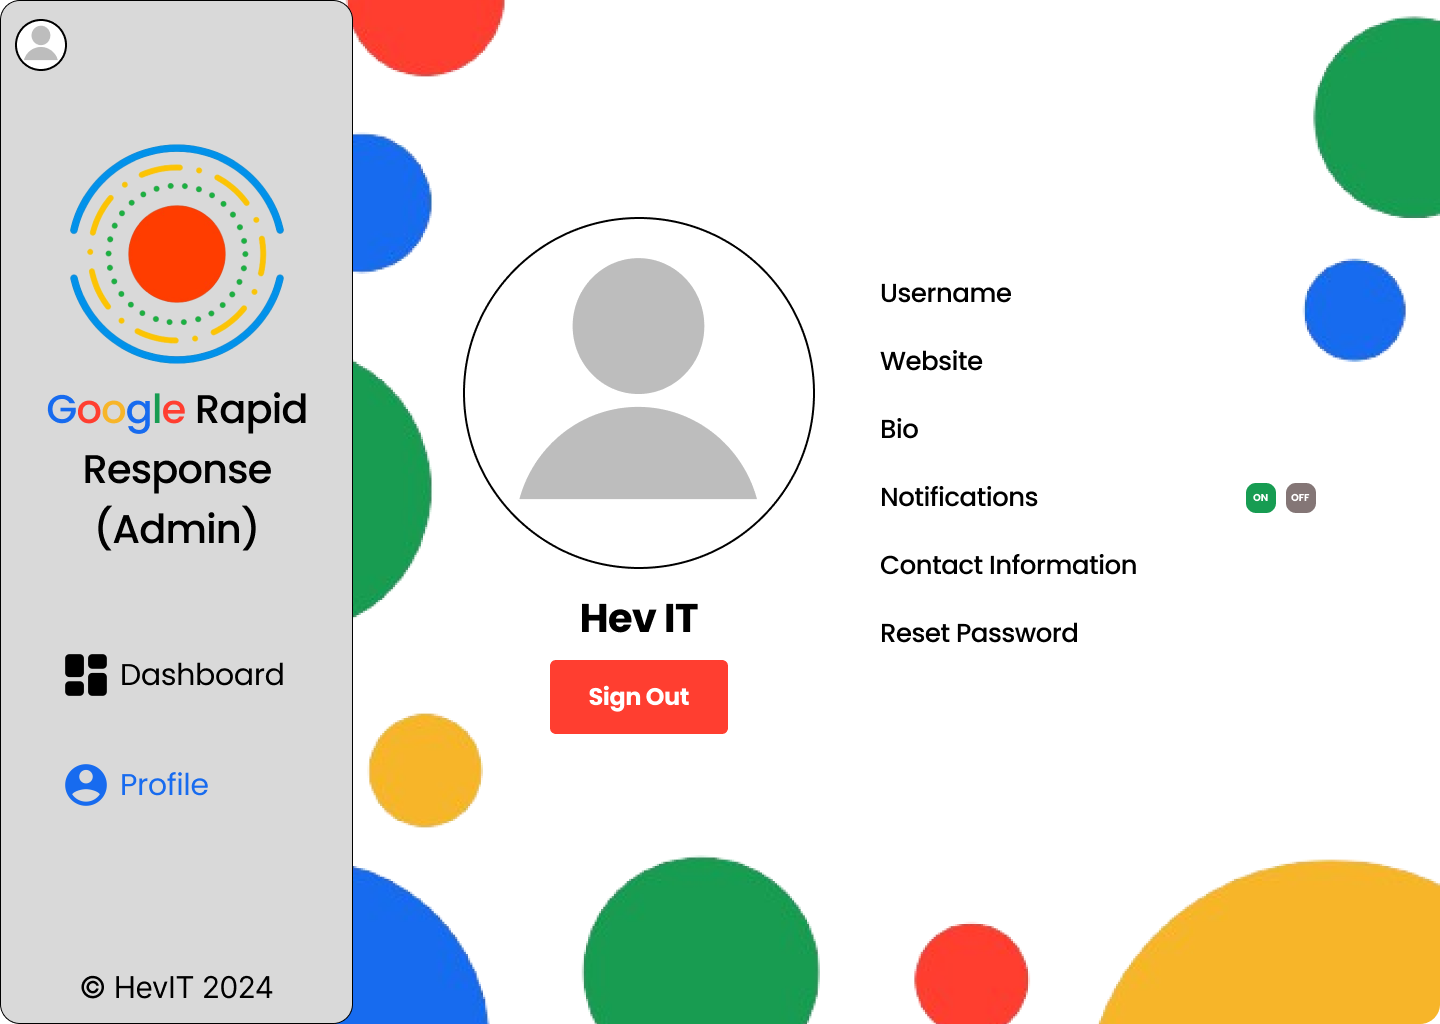 Google Rapid
Response
(Admin)
Dashboard
Profile
© HevIT 2024
Hev IT
Sign Out
Username
Website
Bio
Notifications ON OFF
Contact Information
Reset Password